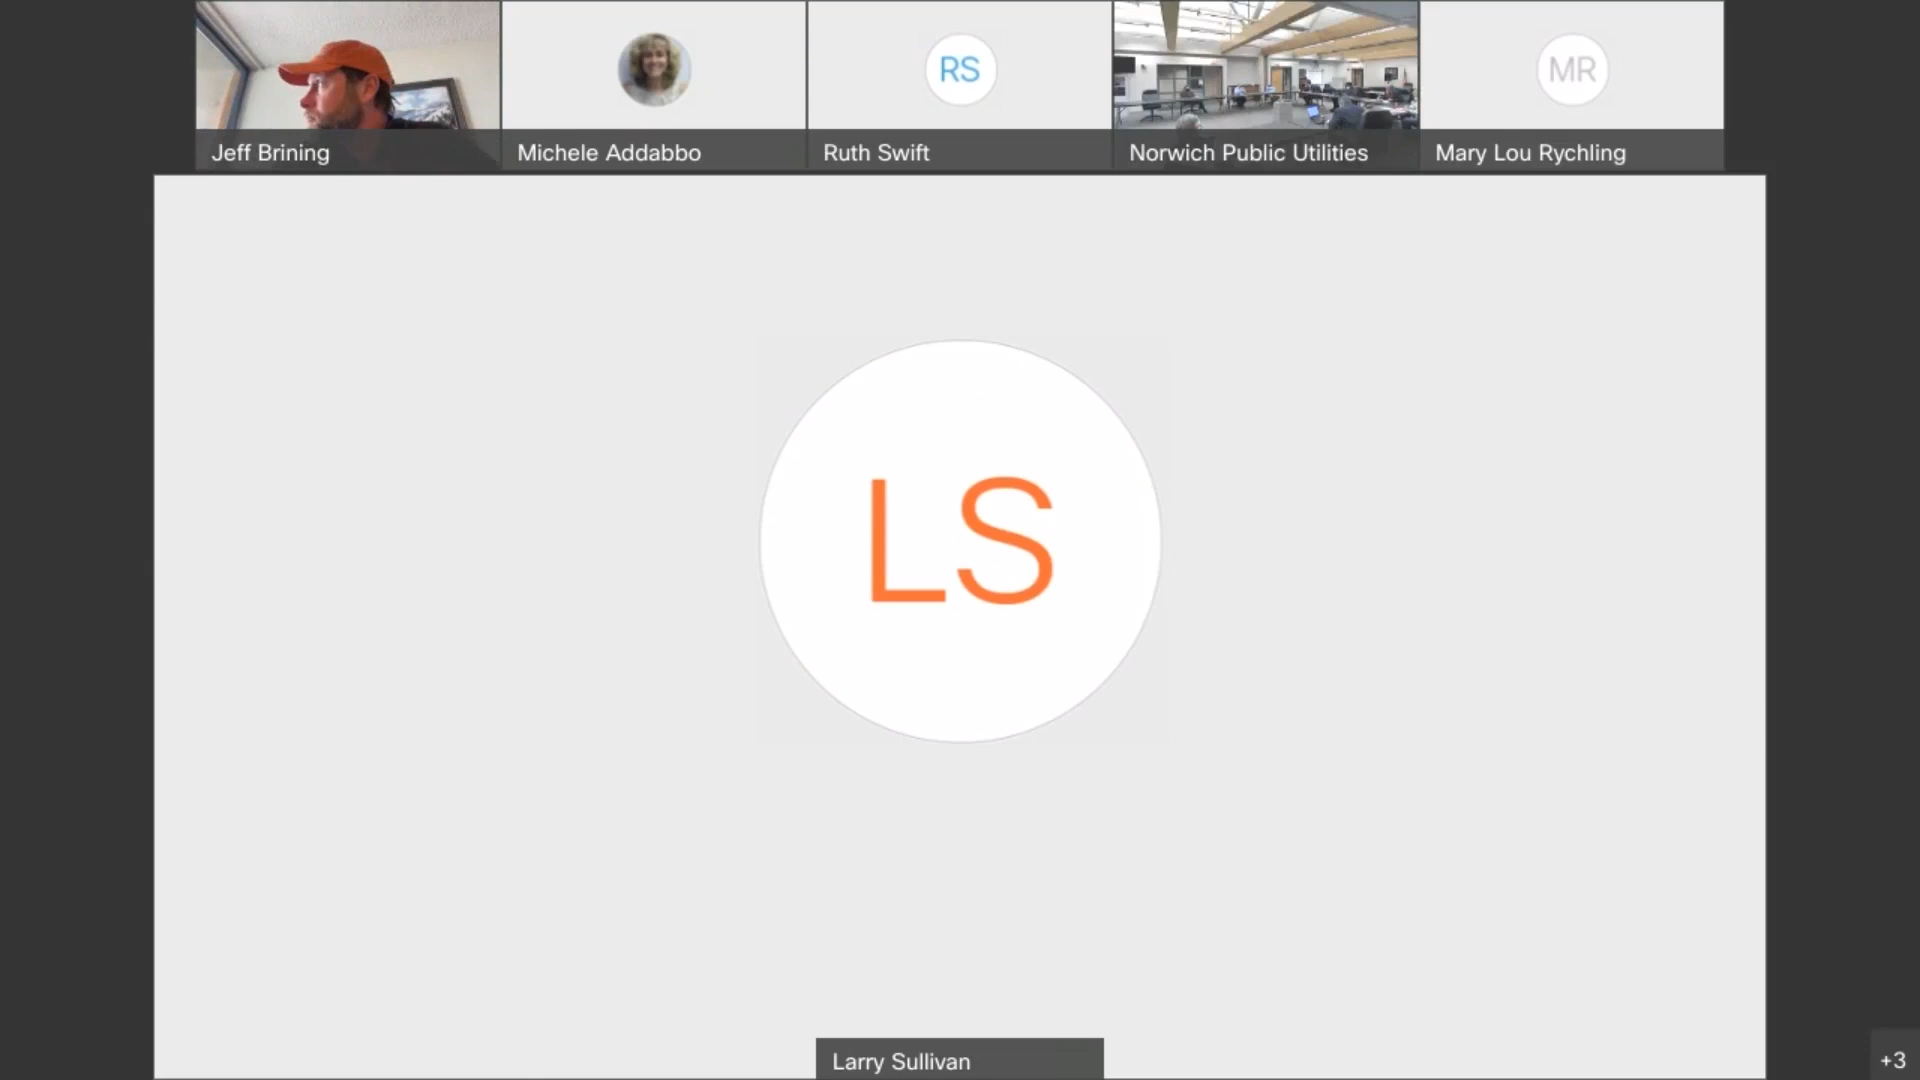 RS
MR
Jeff Brining
Michele Addabbo
Ruth Swift
Norwich Public Utilities
Mary Lou Rychling
LS
Larry Sullivan
+3